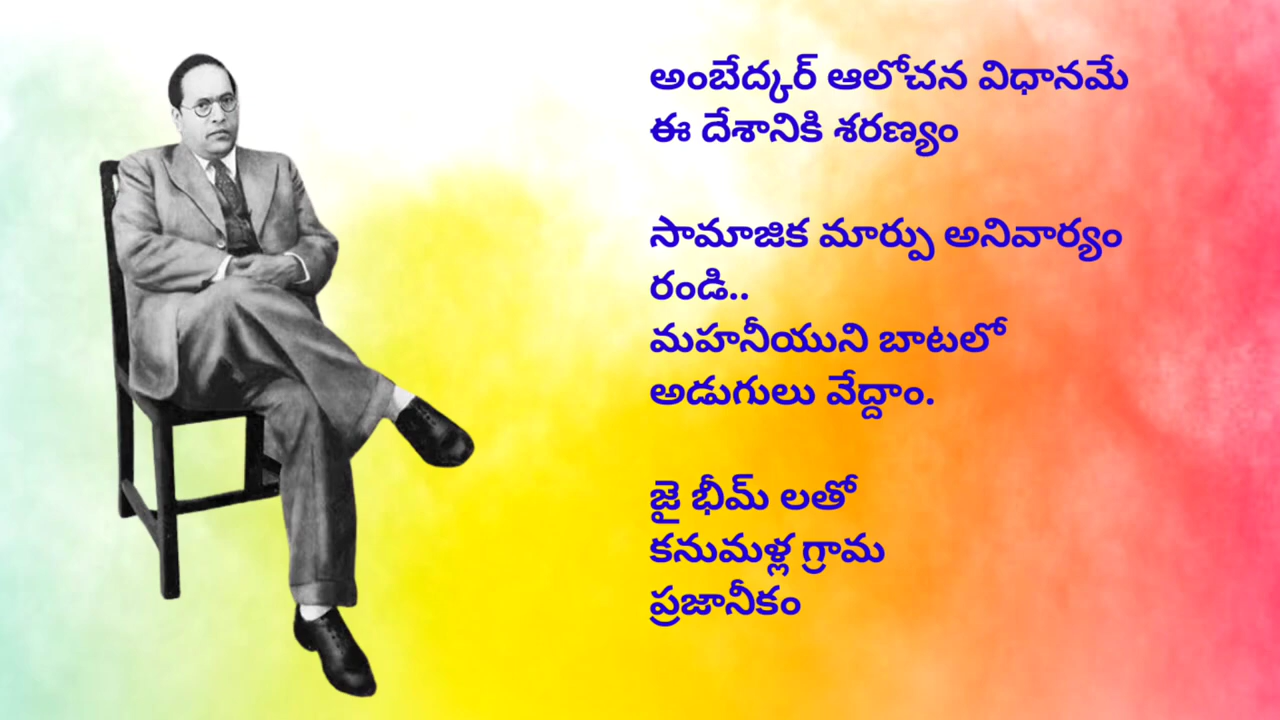 అంబేద్కర్ ఆలోచన విధానమే
ఈ దేశానికి శరణ్యం
సామాజిక మార్పు అనివార్యం
రండి..
మహనీయుని బాటలో
అడుగులు వేద్దాం.
జై భీమ్ లతో
కనుమళ్ల గ్రామ
ప్రజానీకం